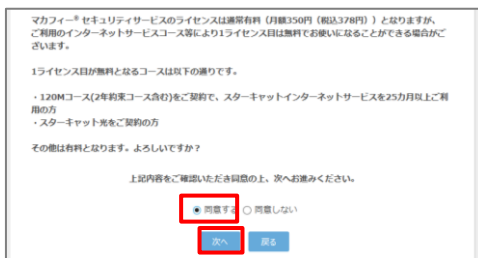 マカフィー® セキュリティサービスのライセンスは通常有料（月額350円（税込378円））となりますが、
ご利用のインターネットサービスコース等により1ライセンス目は無料でお使いになることができる場合がご
ざいます。
1ライセンス目が無料となるコースは以下の通りです。
・120Mコース(2年約束コース含む)をご契約で、スターキャットインターネットサービスを25カ月以上ご利
用の方
・スターキャット光をご契約の方
その他は有料となります。よろしいですか？
上記内容をご確認いただき同意の上、次へお進みください。
同意する 同意しない
次へ 戻る